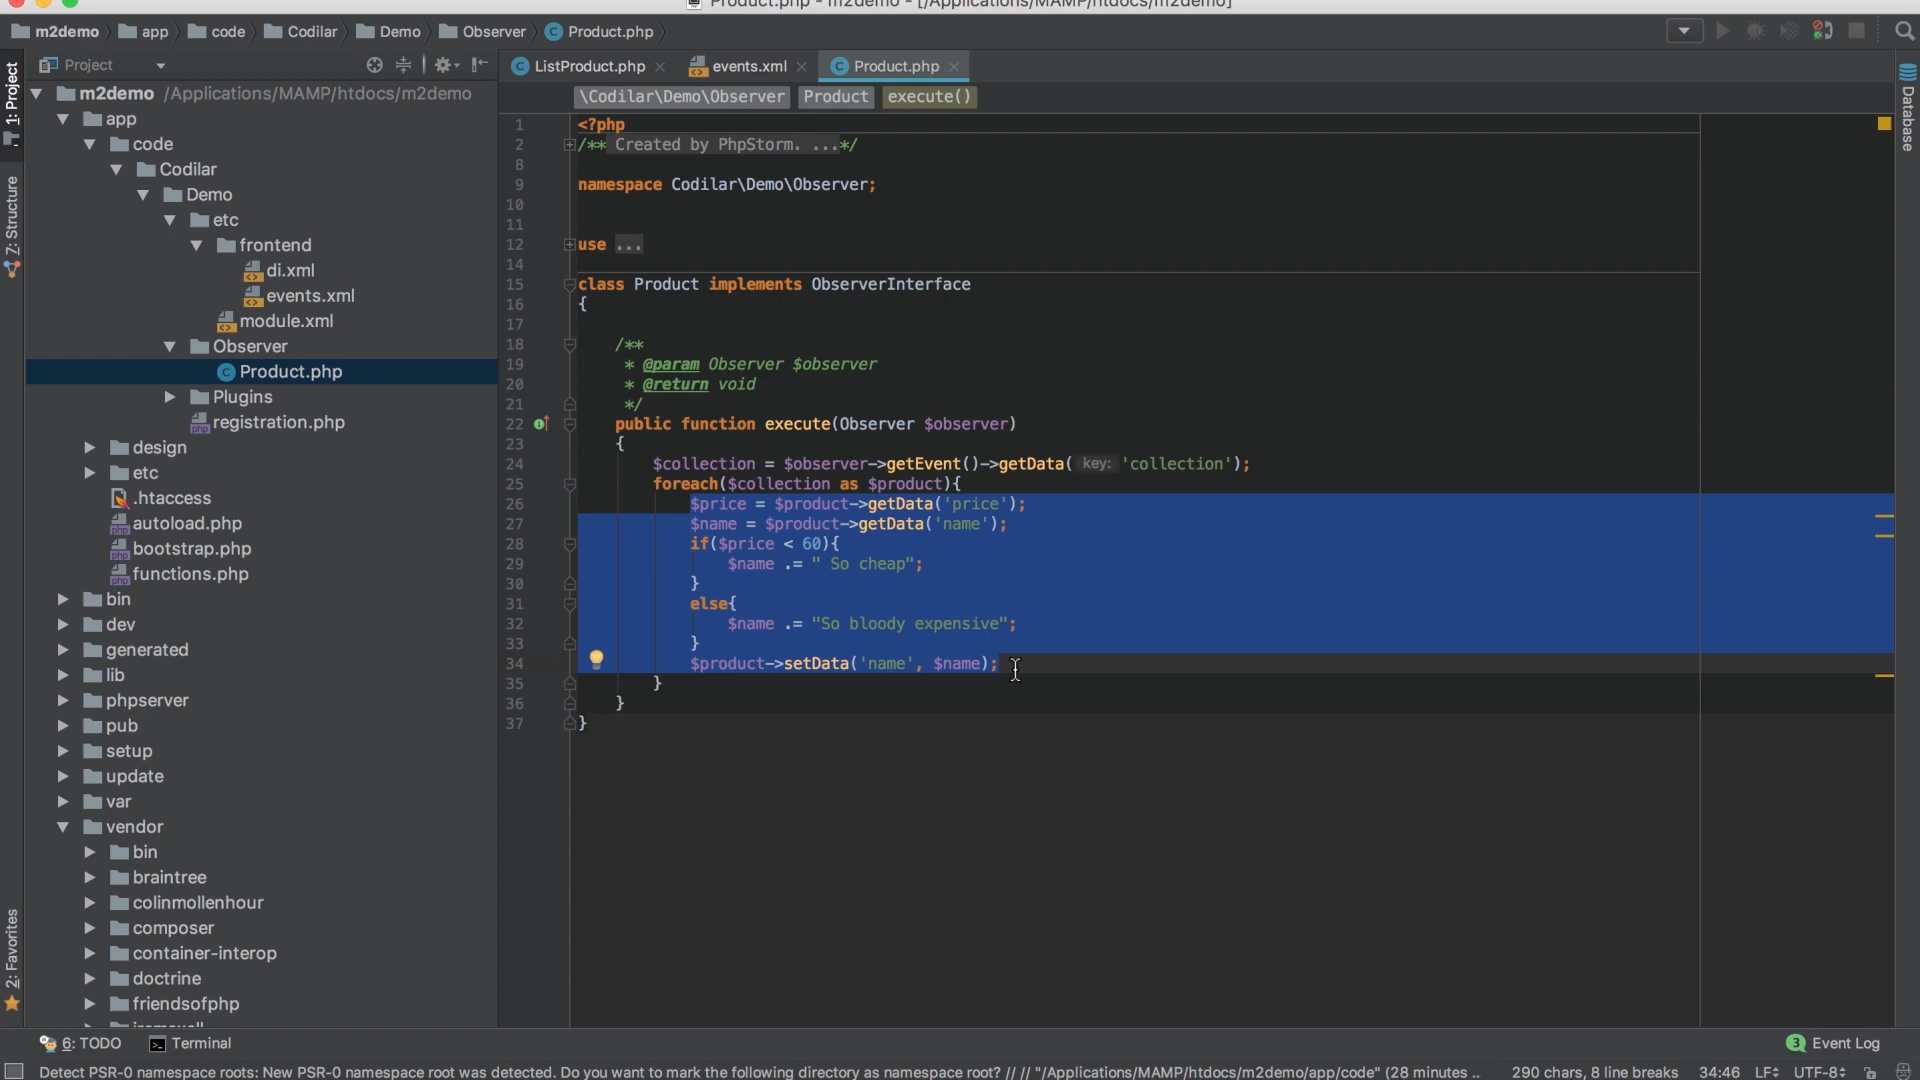 Product.php - m2demo - [/Applications/MAMP/htdocs/m2demo]
m2demo app code Codilar Demo Observer Product.php
1: Project
Z: Structure
2: Favorites
Database
Project
m2demo /Applications/MAMP/htdocs/m2demo
app
code
Codilar
Demo
etc
frontend
di.xml
events.xml
module.xml
Observer
Product.php
Plugins
registration.php
design
etc
.htaccess
autoload.php
bootstrap.php
functions.php
bin
dev
generated
lib
phpserver
pub
setup
update
var
vendor
bin
braintree
colinmollenhour
composer
container-interop
doctrine
friendsofphp
ListProduct.php events.xml Product.php
\Codilar\Demo\Observer Product execute()
1 <?php
2 /** Created by PhpStorm. ...*/
8
9 namespace Codilar\Demo\Observer;
10
11
12 use ...
14
15 class Product implements ObserverInterface
16 {
17
18 /**
19 * @param Observer $observer
20 * @return void
21 */
22 public function execute(Observer $observer)
23 {
24 $collection = $observer->getEvent()->getData( key: 'collection');
25 foreach($collection as $product){
26 $price = $product->getData('price');
27 $name = $product->getData('name');
28 if($price < 60){
29 $name .= " So cheap";
30 }
31 else{
32 $name .= "So bloody expensive";
33 }
34 $product->setData('name', $name);
35 }
36 }
37 }
6: TODO Terminal 3 Event Log
Detect PSR-0 namespace roots: New PSR-0 namespace root was detected. Do you want to mark the following directory as namespace root? // // "/Applications/MAMP/htdocs/m2demo/app/code" (28 minutes .. 290 chars, 8 line breaks 34:46 LF UTF-8